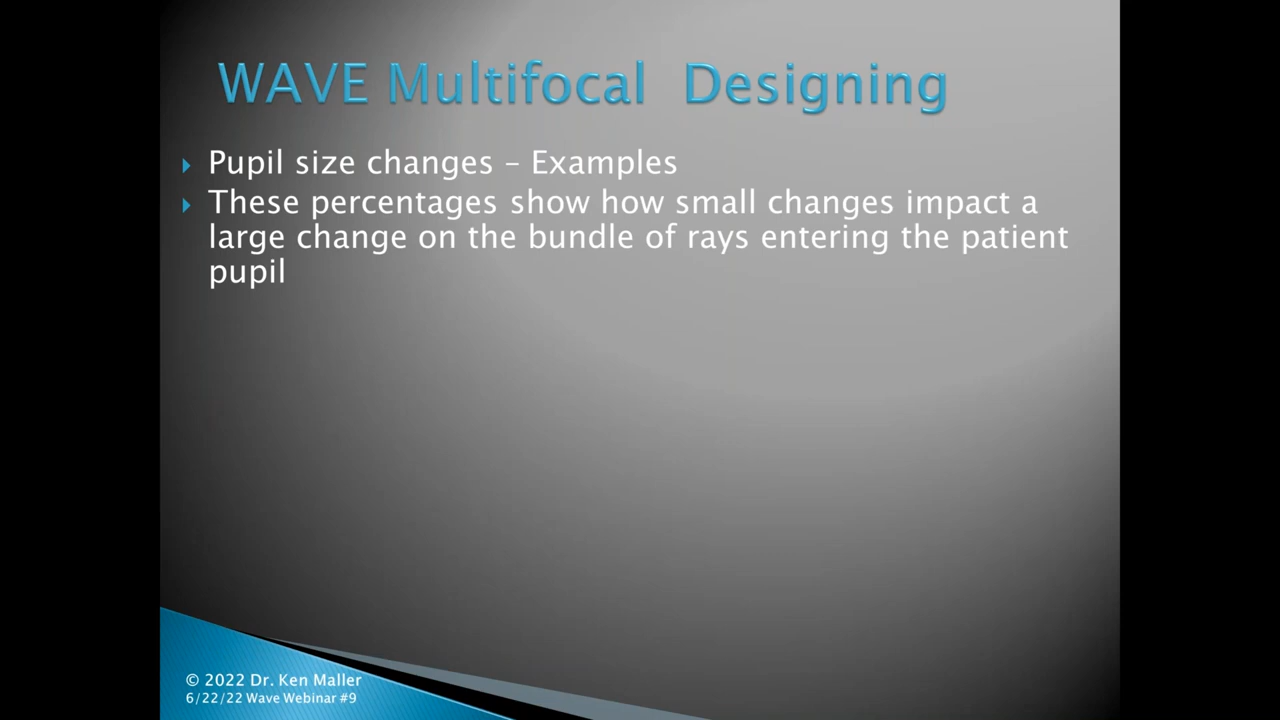 WAVE Multifocal  Designing
Pupil size changes – Examples
These percentages show how small changes impact a
large change on the bundle of rays entering the patient
pupil
© 2022 Dr. Ken Maller
6/22/22 Wave Webinar #9